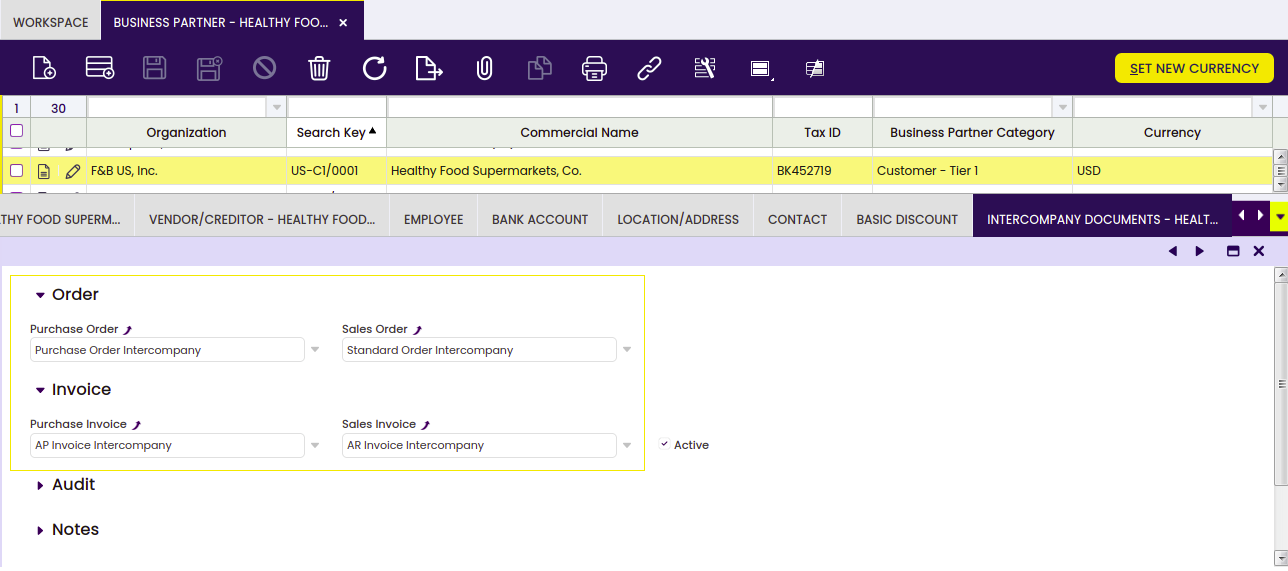 WORKSPACE BUSINESS PARTNER - HEALTHY FOO... ×
SET NEW CURRENCY
1 30
Organization Search Key Commercial Name Tax ID Business Partner Category Currency
F&B US, Inc. US-C1/0001 Healthy Food Supermarkets, Co. BK452719 Customer - Tier 1 USD
THY FOOD SUPERM... VENDOR/CREDITOR - HEALTHY FOOD... EMPLOYEE BANK ACCOUNT LOCATION/ADDRESS CONTACT BASIC DISCOUNT INTERCOMPANY DOCUMENTS - HEALT...
Order
Purchase Order Sales Order
Purchase Order Intercompany Standard Order Intercompany
Invoice
Purchase Invoice Sales Invoice
AP Invoice Intercompany AR Invoice Intercompany Active
Audit
Notes